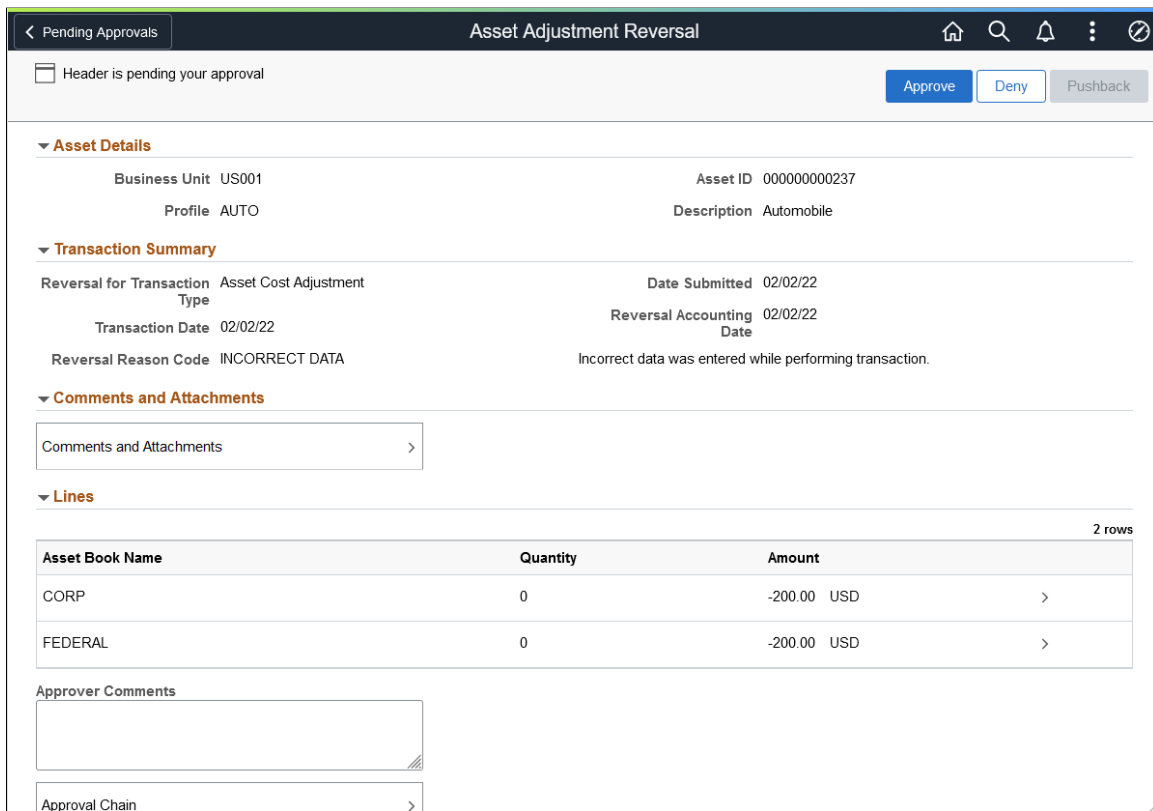 Pending Approvals
Asset Adjustment Reversal
Header is pending your approval
Approve Deny Pushback
Asset Details
Business Unit US001 Asset ID 000000000237
Profile AUTO Description Automobile
Transaction Summary
Reversal for Transaction Type Asset Cost Adjustment Date Submitted 02/02/22
Transaction Date 02/02/22 Reversal Accounting Date 02/02/22
Reversal Reason Code INCORRECT DATA Incorrect data was entered while performing transaction.
Comments and Attachments
Comments and Attachments
Lines
2 rows
Asset Book Name Quantity Amount
CORP 0 -200.00 USD
FEDERAL 0 -200.00 USD
Approver Comments
Approval Chain